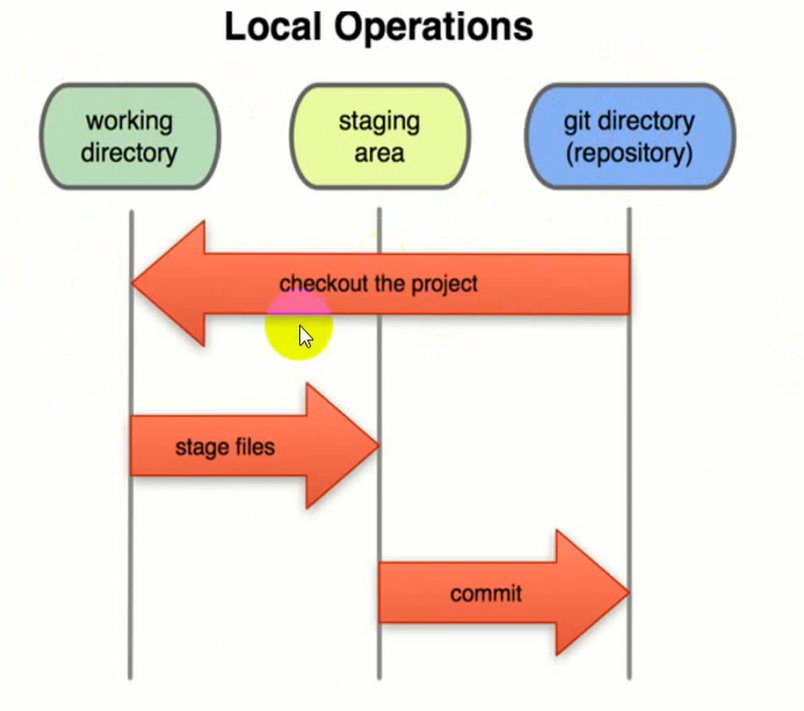 Local Operations
working
directory
staging
area
git directory
(repository)
checkout the project
stage files
commit